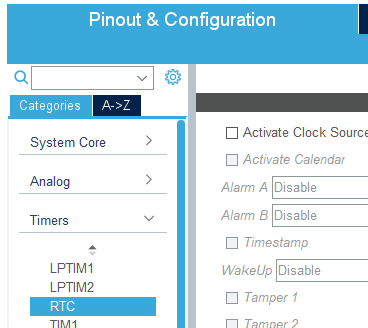 Pinout & Configuration
Categories
A->Z
System Core
Analog
Timers
LPTIM1
LPTIM2
RTC
TIM1
Activate Clock Source
Activate Calendar
Alarm A Disable
Alarm B Disable
Timestamp
WakeUp Disable
Tamper 1
Tamper 2